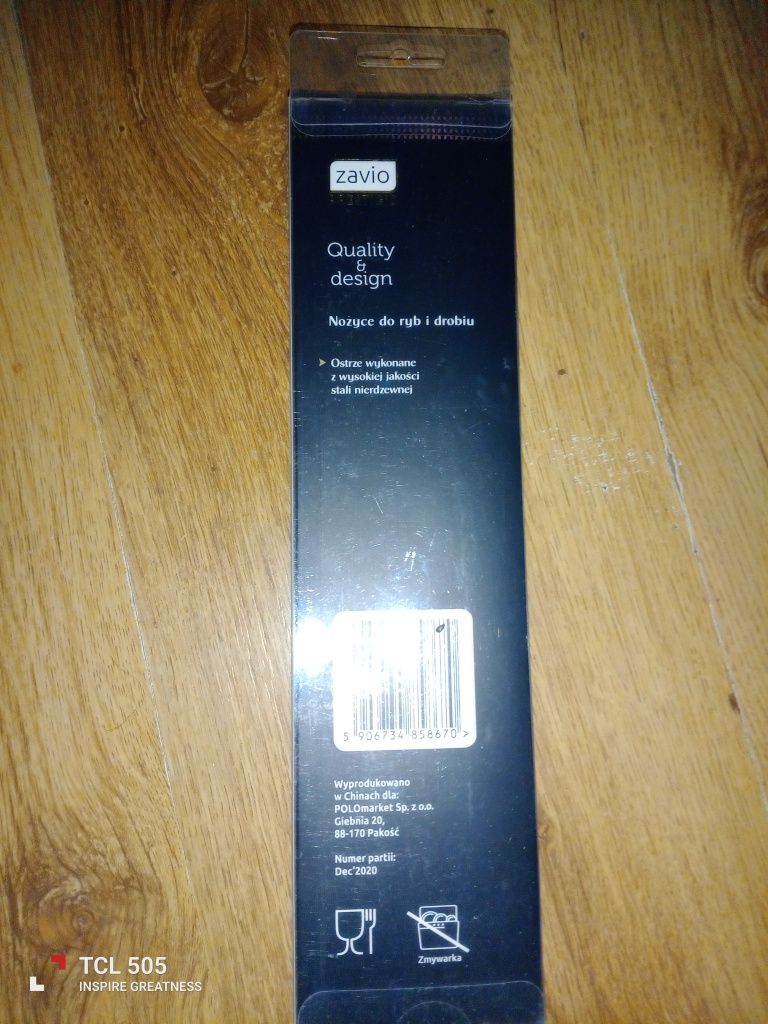 zavio
PRESTIGE
Quality
&
design
Nożyce do ryb i drobiu
Ostrze wykonane
z wysokiej jakości
stali nierdzewnej
5 906734 858670 >
Wyprodukowano
w Chinach dla:
POLOmarket Sp. z o.o.
Giebnia 20,
88-170 Pakość
Numer partii:
Dec'2020
Zmywarka
TCL 505
INSPIRE GREATNESS